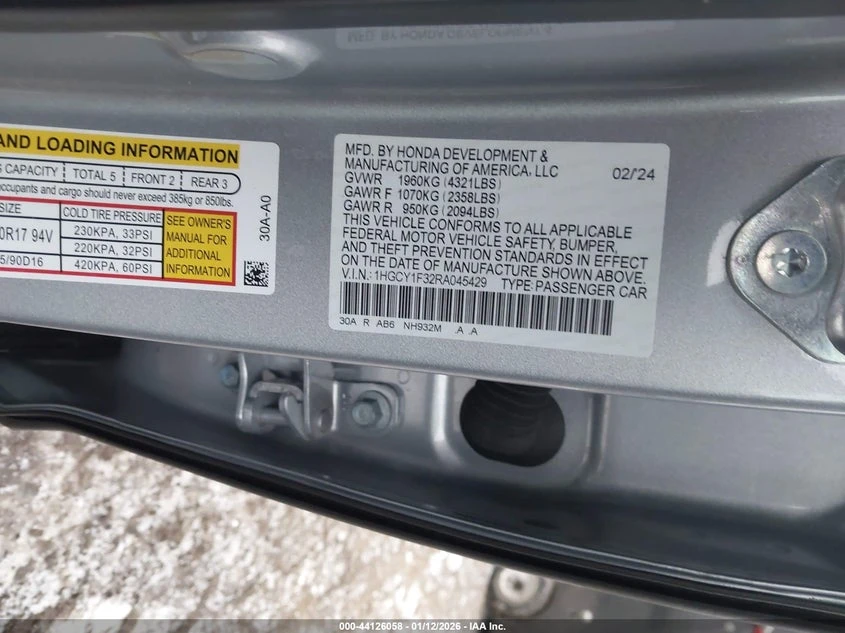 AND LOADING INFORMATION
CAPACITY TOTAL 5 FRONT 2 REAR 3
occupants and cargo should never exceed 385kg or 850lbs.
SIZE COLD TIRE PRESSURE SEE OWNER'S
0R17 94V 230KPA, 33PSI MANUAL FOR
220KPA, 32PSI ADDITIONAL
5/90D16 420KPA, 60PSI INFORMATION
30A-A0
MFD. BY HONDA DEVELOPMENT &
MANUFACTURING OF AMERICA, LLC 02/24
GVWR 1960KG (4321LBS)
GAWR F 1070KG (2358LBS)
GAWR R 950KG (2094LBS)
THIS VEHICLE CONFORMS TO ALL APPLICABLE
FEDERAL MOTOR VEHICLE SAFETY, BUMPER,
AND THEFT PREVENTION STANDARDS IN EFFECT
ON THE DATE OF MANUFACTURE SHOWN ABOVE.
V.I.N.: 1HGCY1F32RA045429 TYPE: PASSENGER CAR
30A R AB6 NH932M .A .A
000-44126058 - 01/12/2026 - IAA Inc.